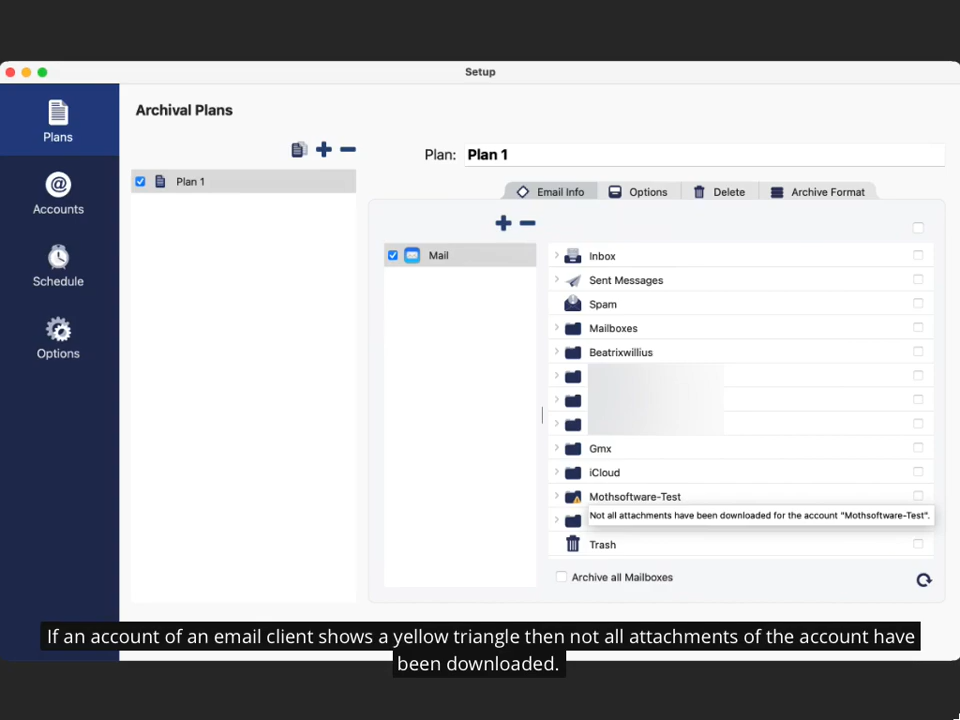 Setup
Plans
Accounts
Schedule
Options
Archival Plans
Plan 1
Plan: Plan 1
Email Info
Options
Delete
Archive Format
Mail
Inbox
Sent Messages
Spam
Mailboxes
Beatrixwillius
Gmx
iCloud
Mothsoftware-Test
Not all attachments have been downloaded for the account "Mothsoftware-Test".
Trash
Archive all Mailboxes
If an account of an email client shows a yellow triangle then not all attachments of the account have
been downloaded.